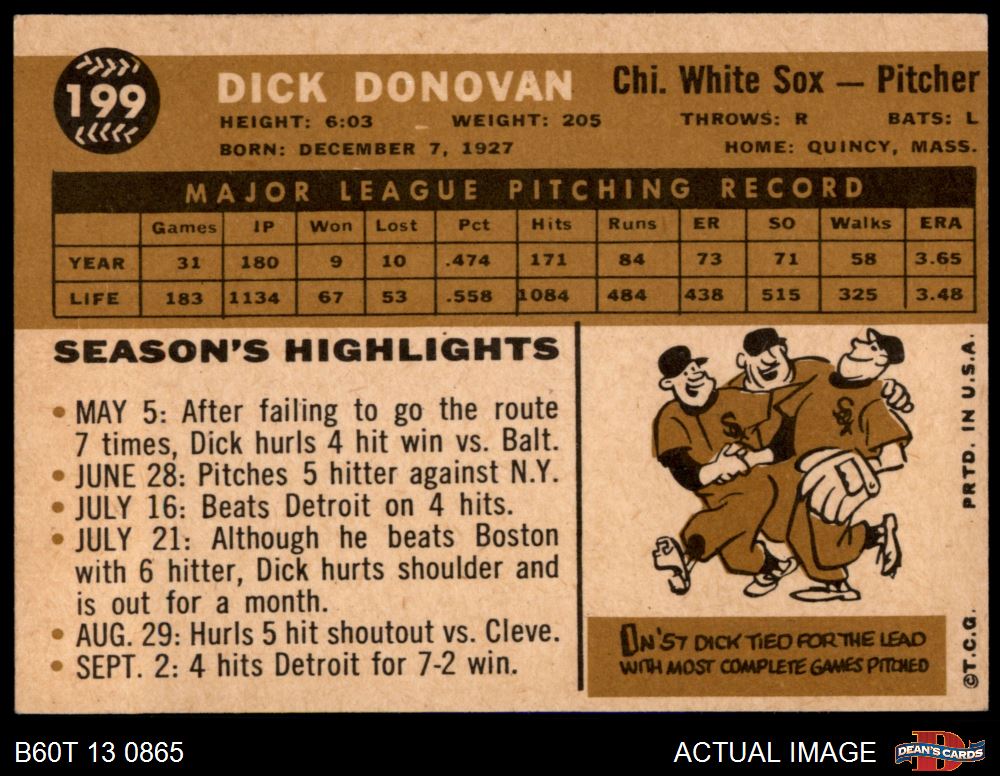 199
DICK DONOVAN
Chi. White Sox — Pitcher
HEIGHT: 6:03 WEIGHT: 205 THROWS: R BATS: L
BORN: DECEMBER 7, 1927 HOME: QUINCY, MASS.
MAJOR LEAGUE PITCHING RECORD
Games IP Won Lost Pct Hits Runs ER SO Walks ERA
YEAR 31 180 9 10 .474 171 84 73 71 58 3.65
LIFE 183 1134 67 53 .558 1084 484 438 515 325 3.48
SEASON'S HIGHLIGHTS
• MAY 5: After failing to go the route
7 times, Dick hurls 4 hit win vs. Balt.
• JUNE 28: Pitches 5 hitter against N.Y.
• JULY 16: Beats Detroit on 4 hits.
• JULY 21: Although he beats Boston
with 6 hitter, Dick hurts shoulder and
is out for a month.
• AUG. 29: Hurls 5 hit shoutout vs. Cleve.
• SEPT. 2: 4 hits Detroit for 7-2 win.
SOX
SOX
IN '57 DICK TIED FOR THE LEAD
WITH MOST COMPLETE GAMES PITCHED
PRTD. IN U.S.A.
©T.C.G.
B60T 13 0865
ACTUAL IMAGE
D
DEAN'S CARDS